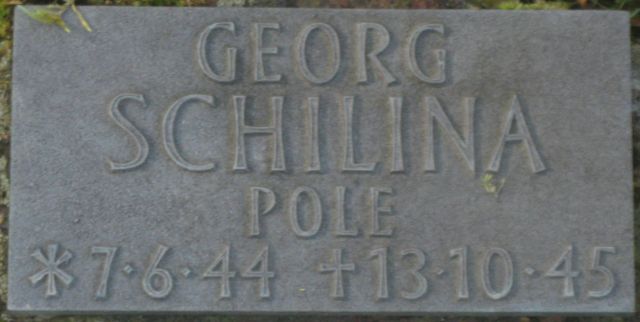 GEORG
SCHILINA
POLE
*7·6·44 †13·10·45